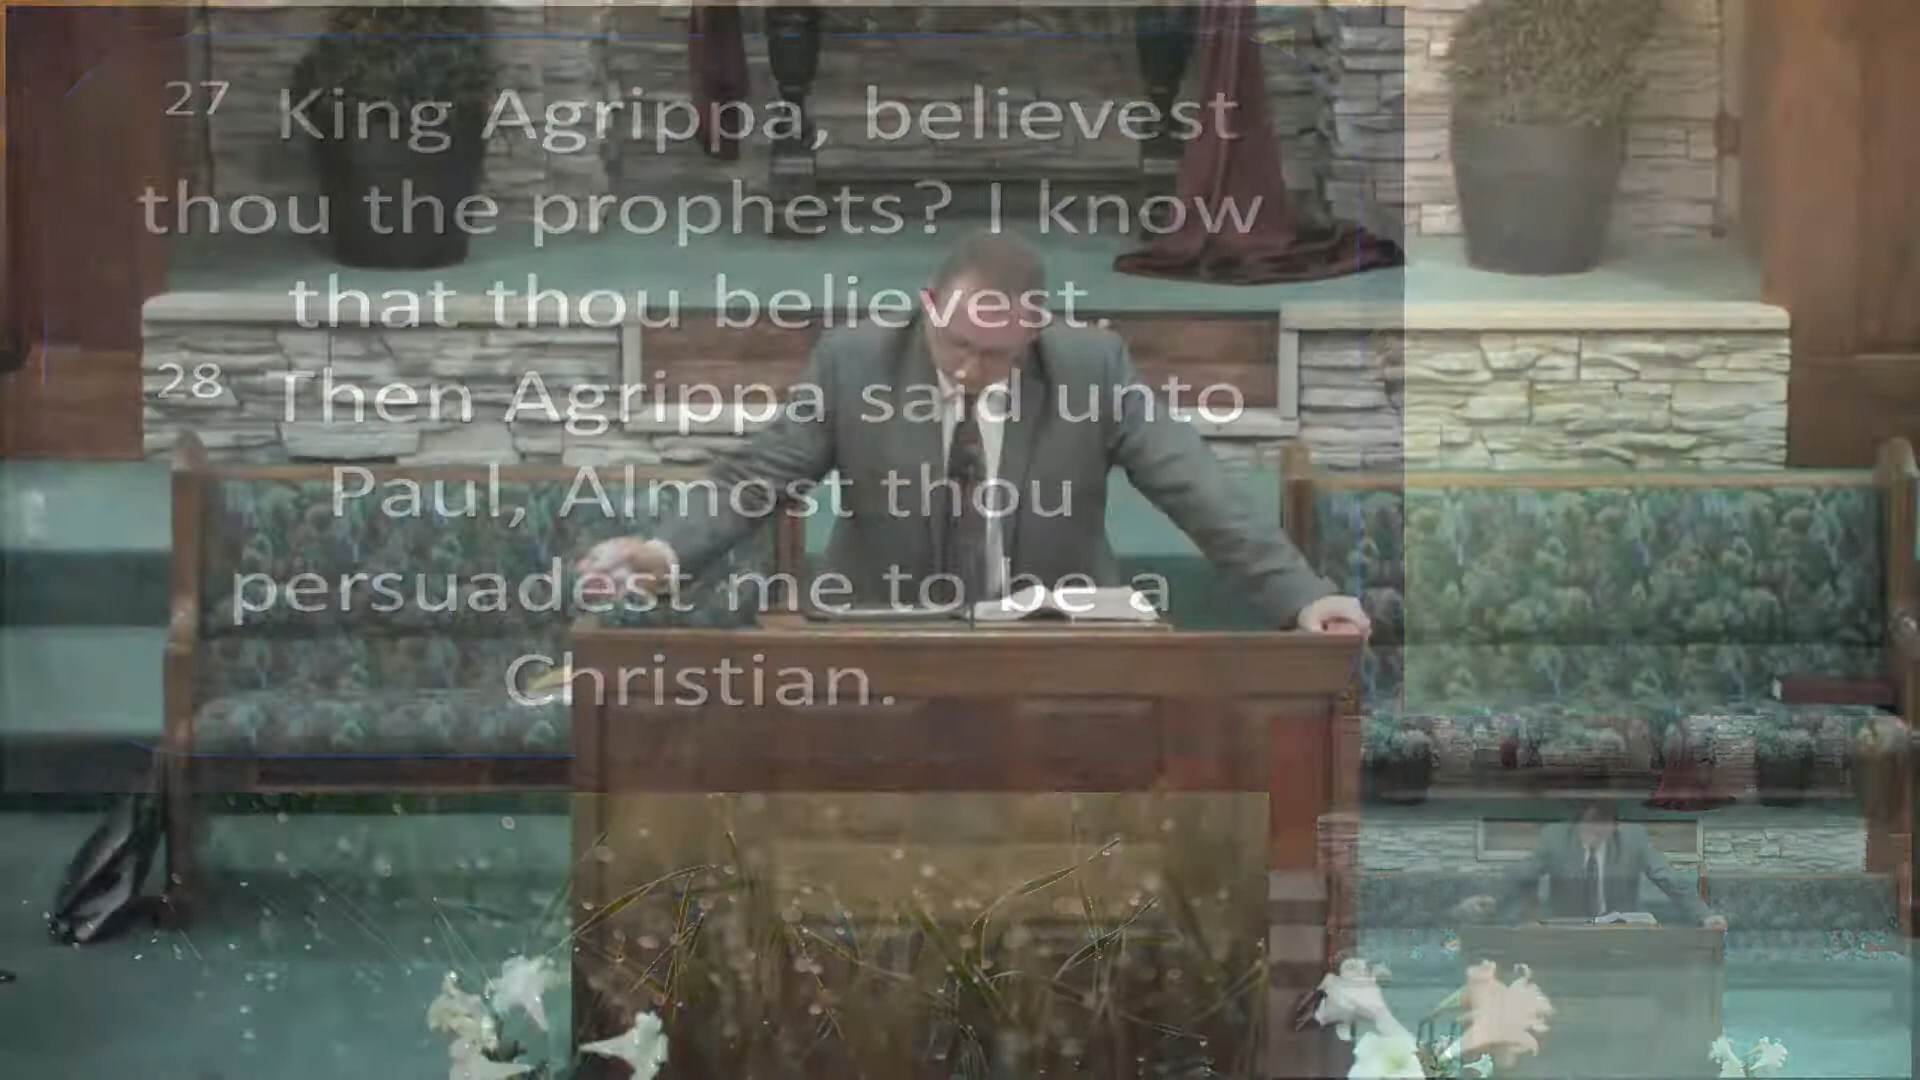 27 King Agrippa, believest
thou the prophets? I know
that thou believest.
28 Then Agrippa said unto
Paul, Almost thou
persuadest me to be a
Christian.